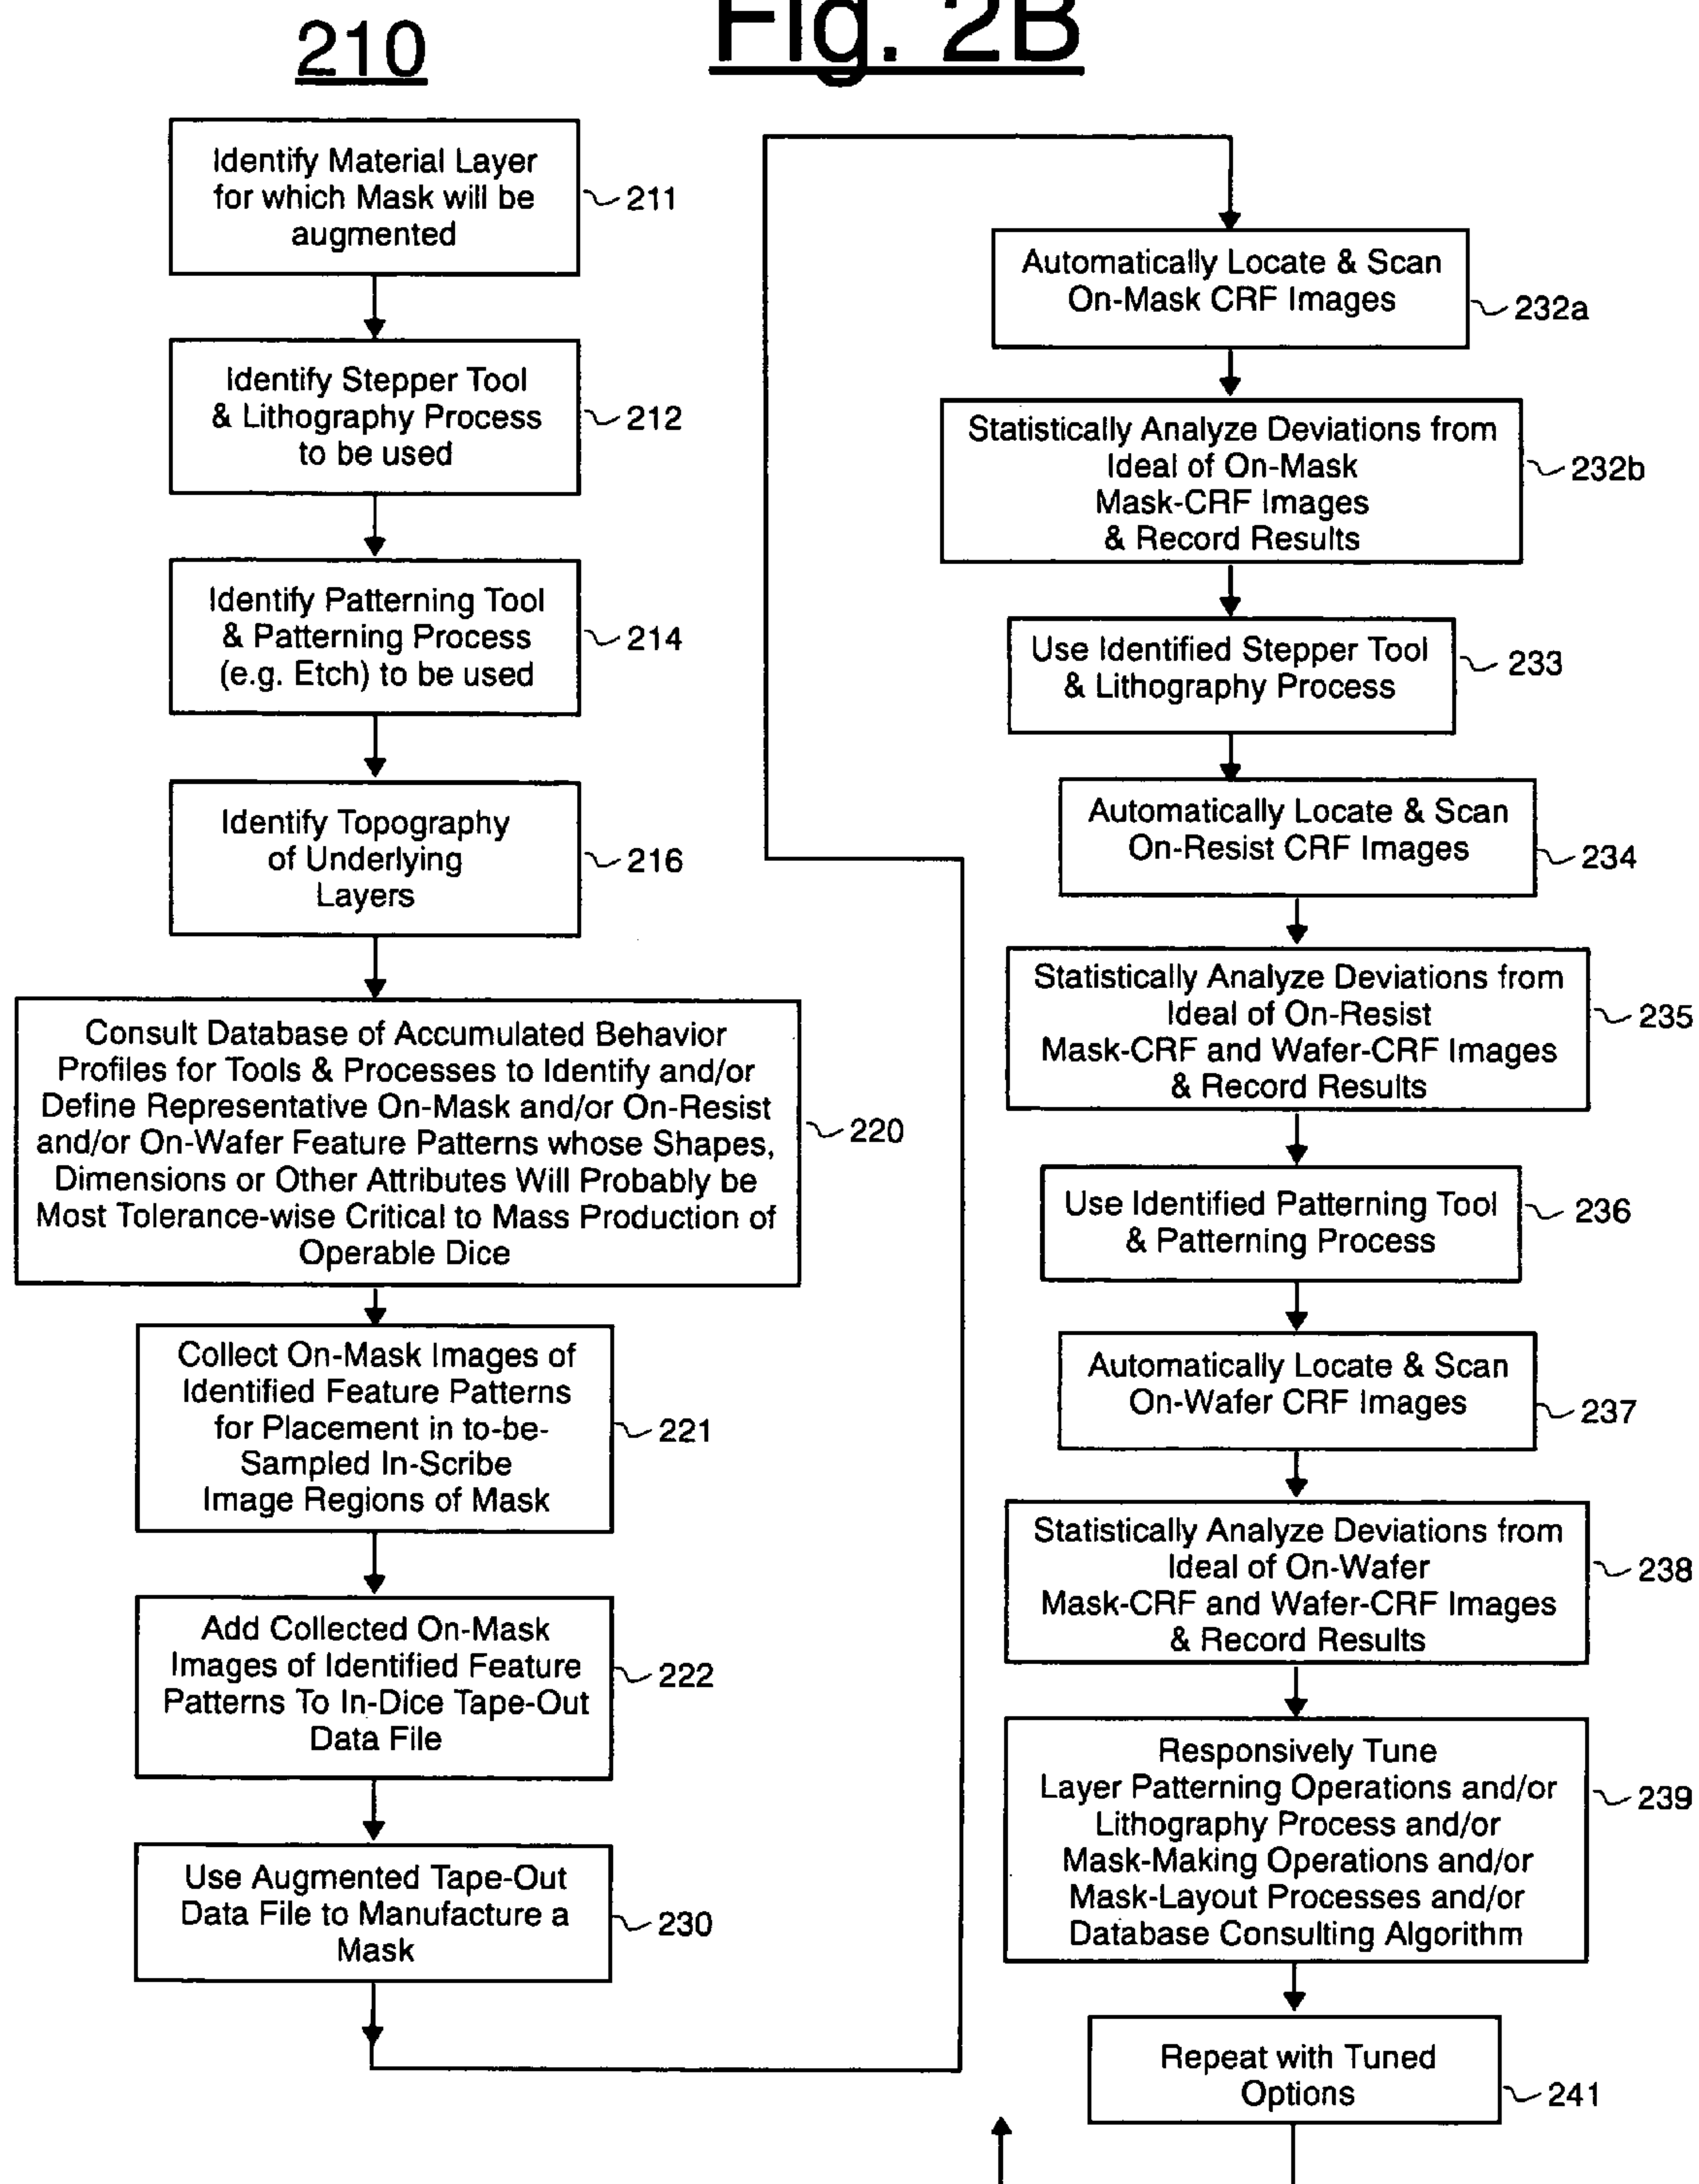 210
Fig. 2B
Identify Material Layer
for which Mask will be
augmented
211
Identify Stepper Tool
& Lithography Process
to be used
212
Identify Patterning Tool
& Patterning Process
(e.g. Etch) to be used
214
Identify Topography
of Underlying
Layers
216
Consult Database of Accumulated Behavior
Profiles for Tools & Processes to Identify and/or
Define Representative On-Mask and/or On-Resist
and/or On-Wafer Feature Patterns whose Shapes,
Dimensions or Other Attributes Will Probably be
Most Tolerance-wise Critical to Mass Production of
Operable Dice
220
Collect On-Mask Images of
Identified Feature Patterns
for Placement in to-be-
Sampled In-Scribe
Image Regions of Mask
221
Add Collected On-Mask
Images of Identified Feature
Patterns To In-Dice Tape-Out
Data File
222
Use Augmented Tape-Out
Data File to Manufacture a
Mask
230
Automatically Locate & Scan
On-Mask CRF Images
232a
Statistically Analyze Deviations from
Ideal of On-Mask
Mask-CRF Images
& Record Results
232b
Use Identified Stepper Tool
& Lithography Process
233
Automatically Locate & Scan
On-Resist CRF Images
234
Statistically Analyze Deviations from
Ideal of On-Resist
Mask-CRF and Wafer-CRF Images
& Record Results
235
Use Identified Patterning Tool
& Patterning Process
236
Automatically Locate & Scan
On-Wafer CRF Images
237
Statistically Analyze Deviations from
Ideal of On-Wafer
Mask-CRF and Wafer-CRF Images
& Record Results
238
Responsively Tune
Layer Patterning Operations and/or
Lithography Process and/or
Mask-Making Operations and/or
Mask-Layout Processes and/or
Database Consulting Algorithm
239
Repeat with Tuned
Options
241